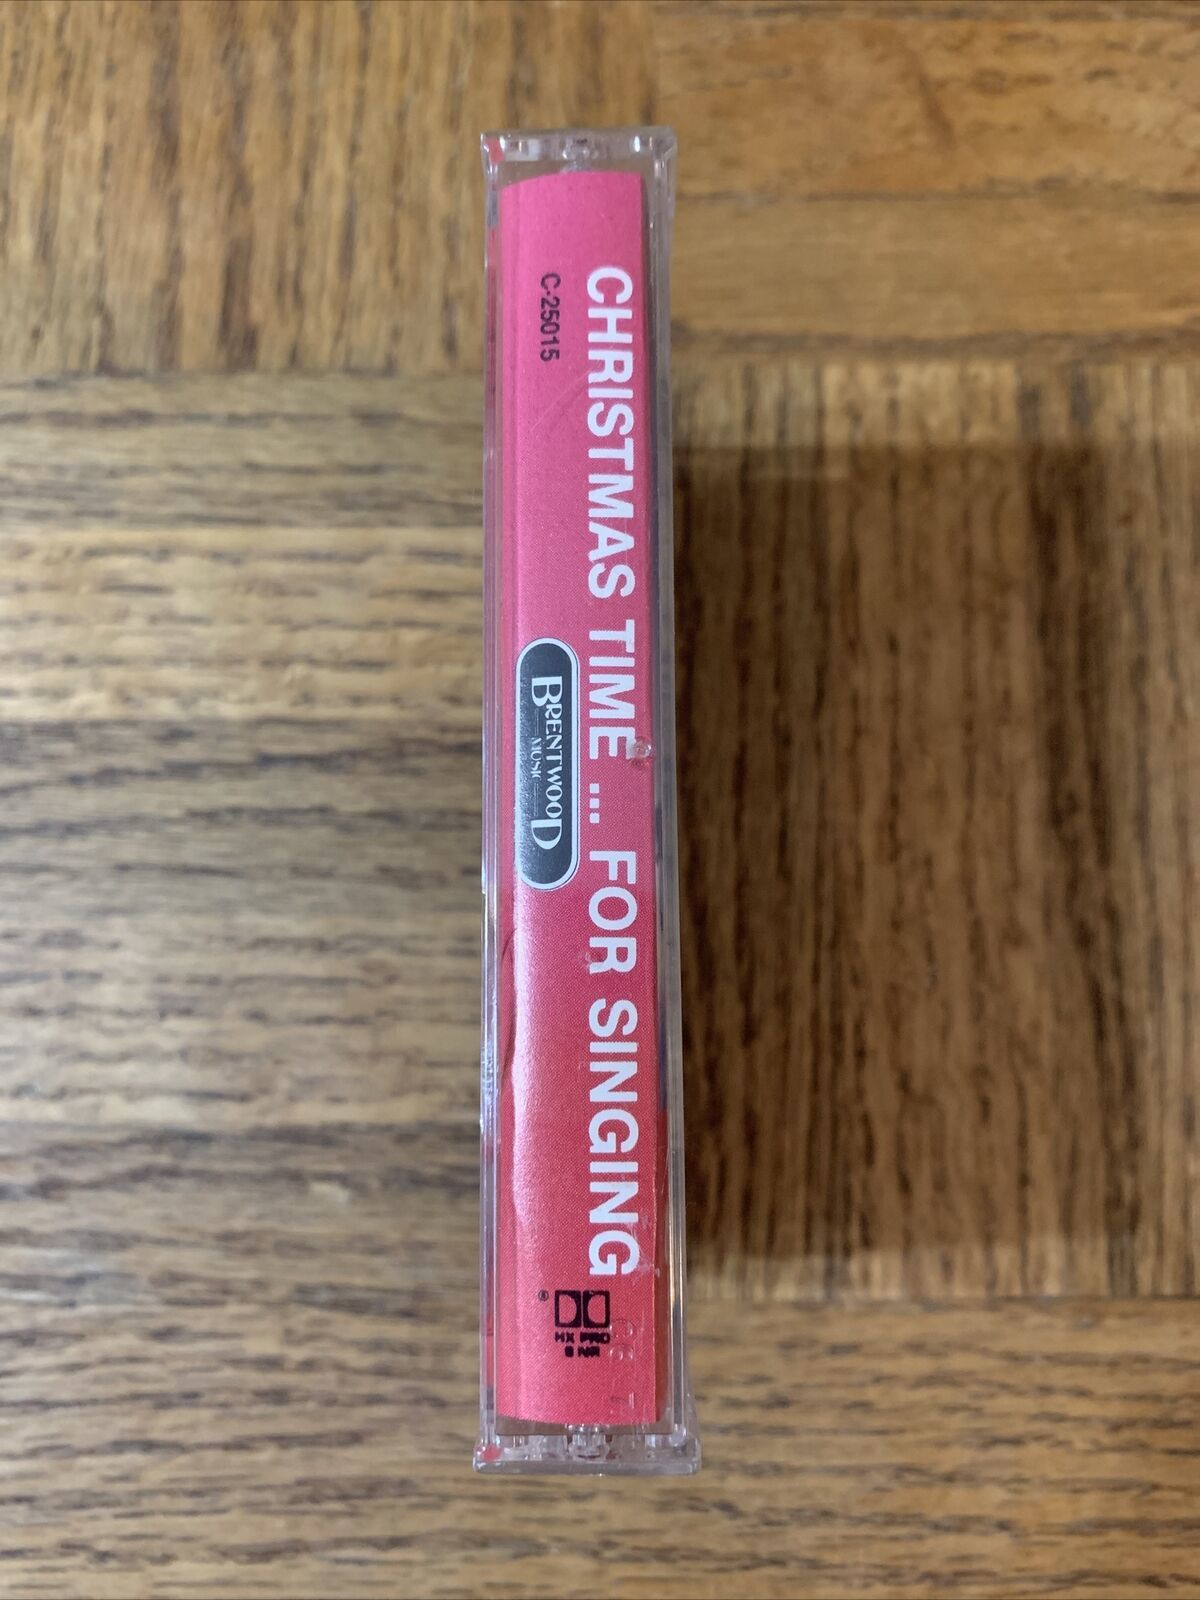 CHRISTMAS TIME ... FOR SINGING
C-25015
BRENTWOOD
MUSIC
®
HX PRO
B NR